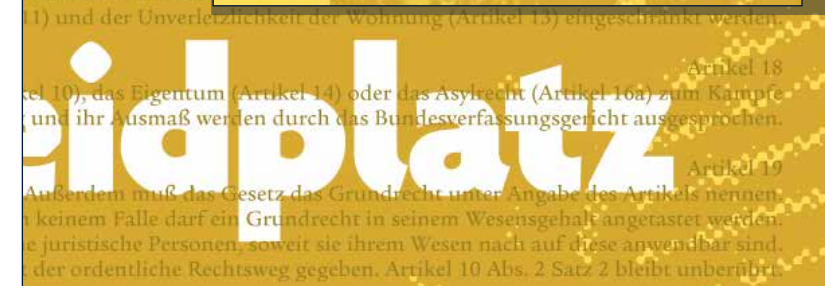 11) und der Unverletzlichkeit der Wohnung (Artikel 13) eingeschränkt werden.
Artikel 18
kel 10), das Eigentum (Artikel 14) oder das Asylrecht (Artikel 16a) zum Kampfe
und ihr Ausmaß werden durch das Bundesverfassungsgericht ausgesprochen.
eidplatz
Artikel 19
Außerdem muß das Gesetz das Grundrecht unter Angabe des Artikels nennen.
n keinem Falle darf ein Grundrecht in seinem Wesensgehalt angetastet werden.
e juristische Personen, soweit sie ihrem Wesen nach auf diese anwendbar sind.
der ordentliche Rechtsweg gegeben. Artikel 10 Abs. 2 Satz 2 bleibt unberührt.